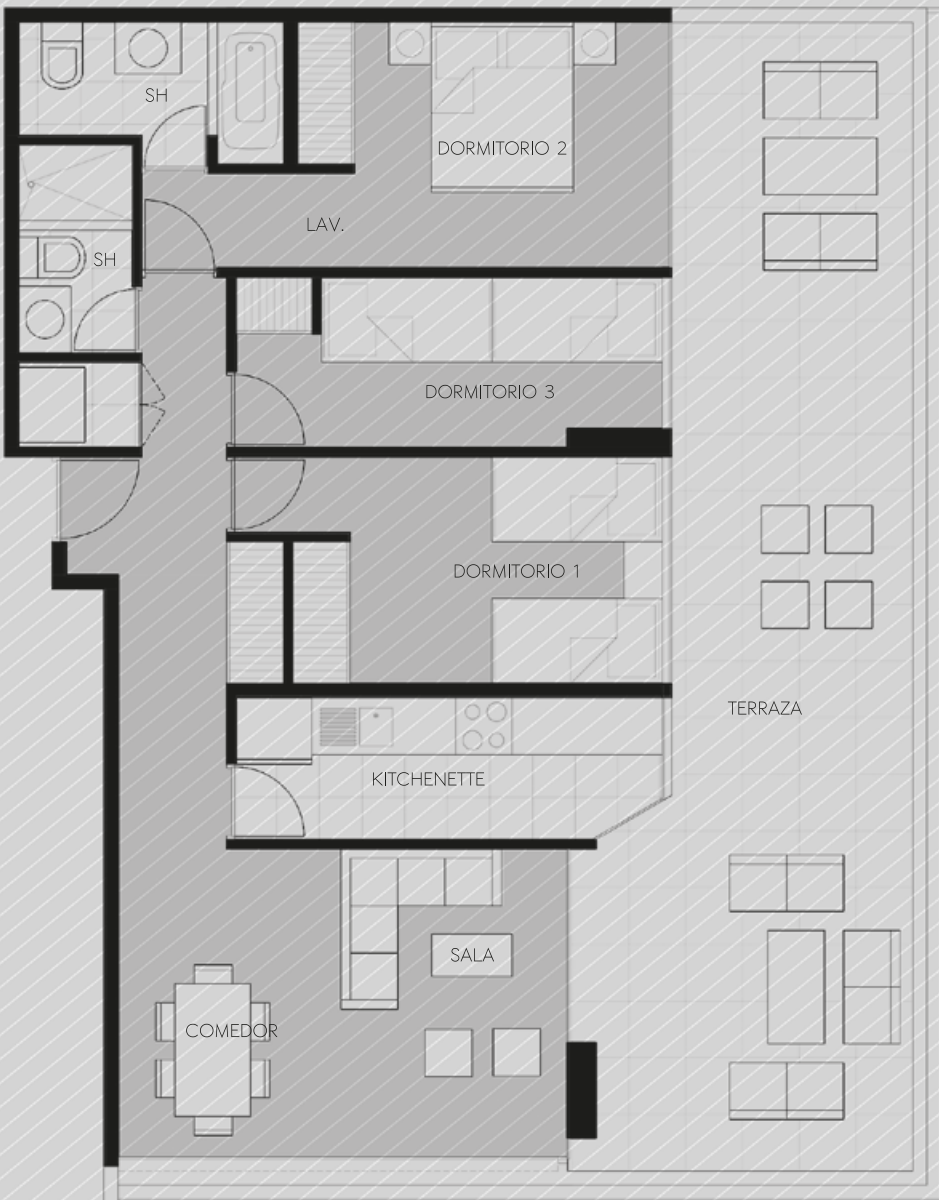 SH
DORMITORIO 2
LAV.
SH
DORMITORIO 3
DORMITORIO 1
TERRAZA
KITCHENETTE
SALA
COMEDOR